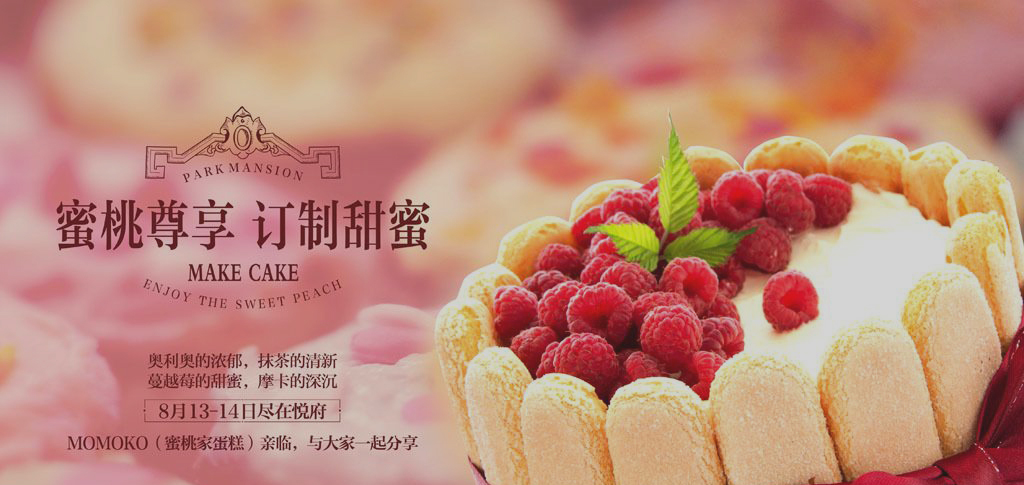 PARK MANSION
蜜桃尊享 订制甜蜜
MAKE CAKE
ENJOY THE SWEET PEACH
奥利奥的浓郁，抹茶的清新
蔓越莓的甜蜜，摩卡的深沉
8月13-14日尽在悦府
MOMOKO（蜜桃家蛋糕）亲临，与大家一起分享